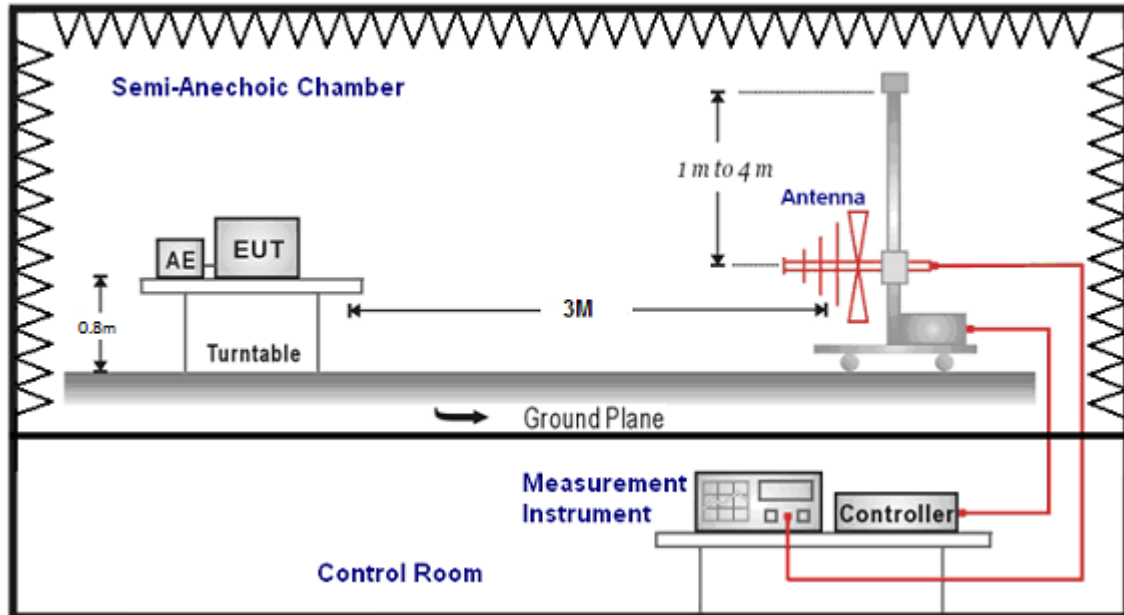 Semi-Anechoic Chamber
1 m to 4 m
Antenna
AE
EUT
0.8m
3M
Turntable
Ground Plane
Measurement
Instrument
Controller
Control Room